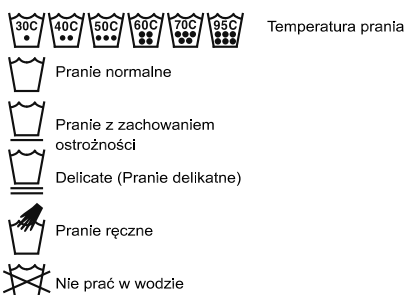 30C 40C 50C 60C 70C 95C Temperatura prania
Pranie normalne
Pranie z zachowaniem
ostrożności
Delicate (Pranie delikatne)
Pranie ręczne
Nie prać w wodzie